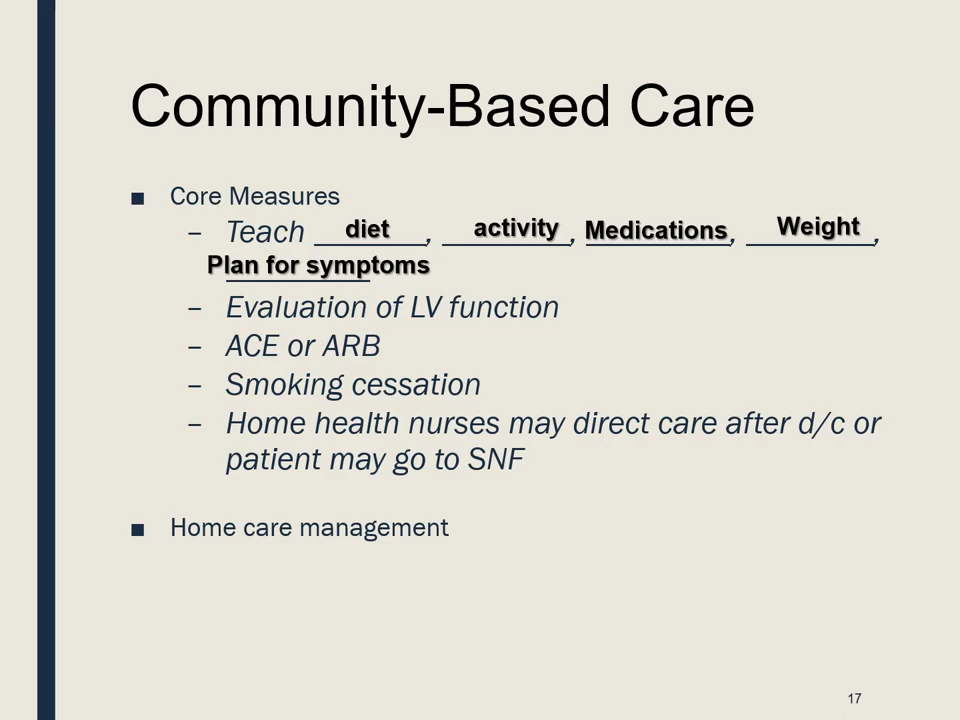 Community-Based Care
■ Core Measures
– Teach diet, activity, Medications, Weight,
Plan for symptoms
– Evaluation of LV function
– ACE or ARB
– Smoking cessation
– Home health nurses may direct care after d/c or
patient may go to SNF
■ Home care management
17